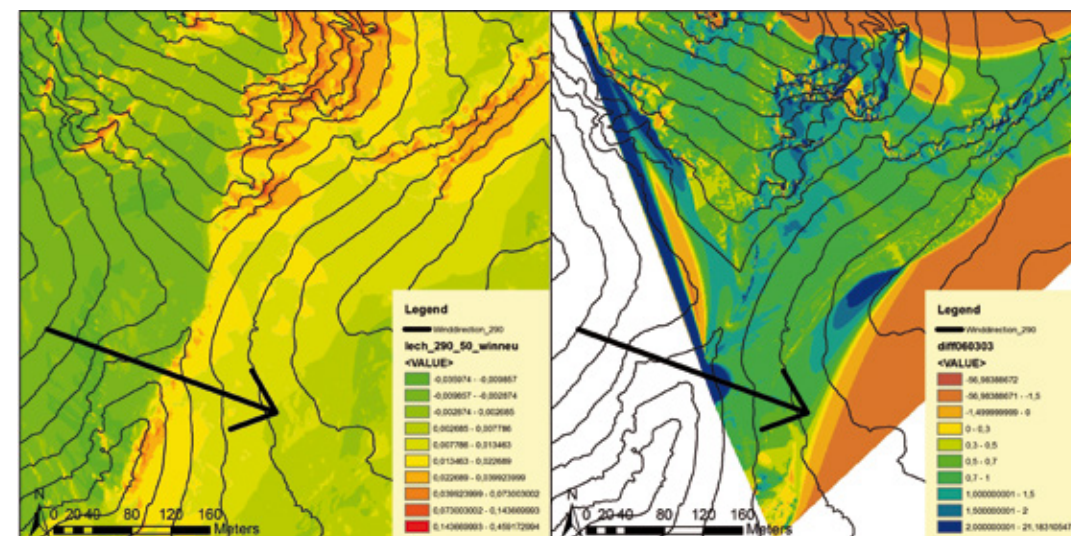 Legend
Winddirection_290
lech_290_50_winneu
<VALUE>
-0,035974 - -0,009857
-0,009857 - -0,002874
-0,002874 - 0,002685
0,002685 - 0,007786
0,007786 - 0,013463
0,013463 - 0,022689
0,022689 - 0,039923999
0,039923999 - 0,073003002
0,073003002 - 0,143669993
0,143669993 - 0,459172994
N
0 20 40 80 120 160
Meters
Legend
Winddirection_290
diff060303
<VALUE>
-56,98388672
-56,98388671 - -1,5
-1,499999999 - 0
0 - 0,3
0,3 - 0,5
0,5 - 0,7
0,7 - 1
1,000000001 - 1,5
1,500000001 - 2
2,000000001 - 21,18310547
N
0 20 40 80 120 160
Meters